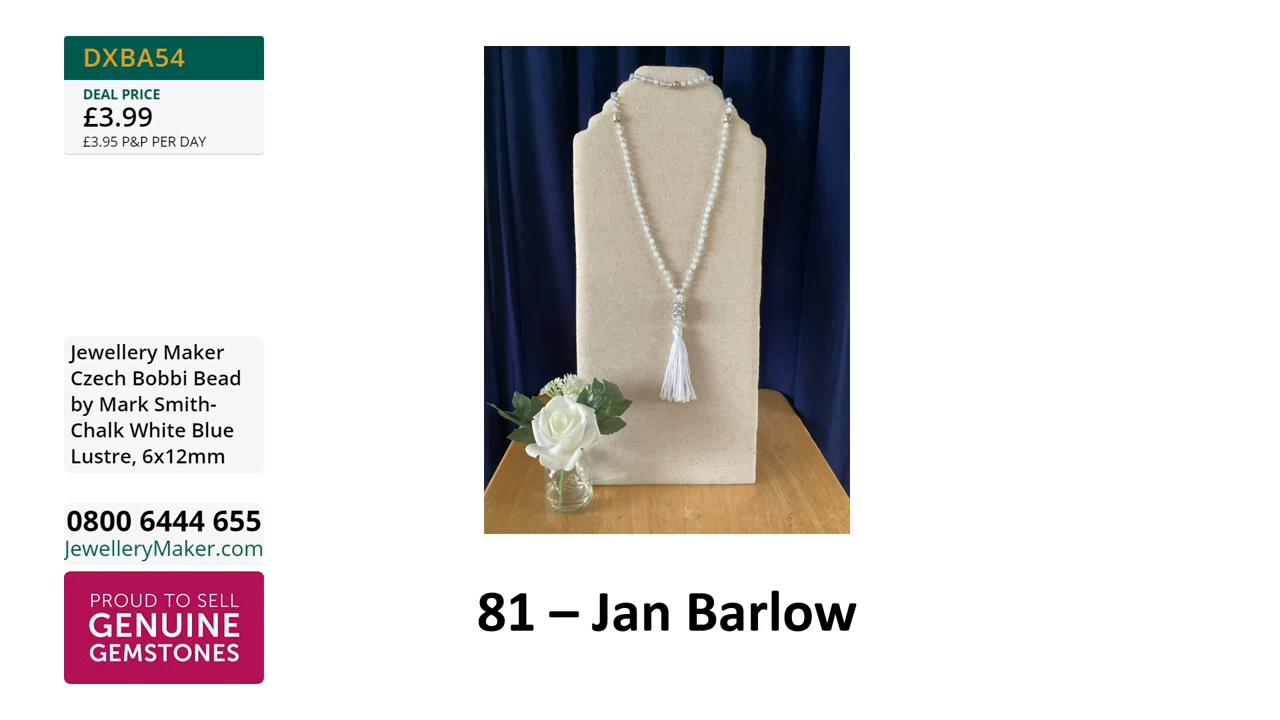 DXBA54
DEAL PRICE
£3.99
£3.95 P&P PER DAY
Jewellery Maker
Czech Bobbi Bead
by Mark Smith-
Chalk White Blue
Lustre, 6x12mm
0800 6444 655
JewelleryMaker.com
PROUD TO SELL
GENUINE
GEMSTONES
81 – Jan Barlow